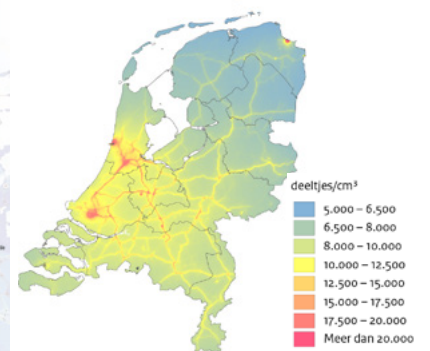 deeltjes/cm³
5.000 – 6.500
6.500 – 8.000
8.000 – 10.000
10.000 – 12.500
12.500 – 15.000
15.000 – 17.500
17.500 – 20.000
Meer dan 20.000